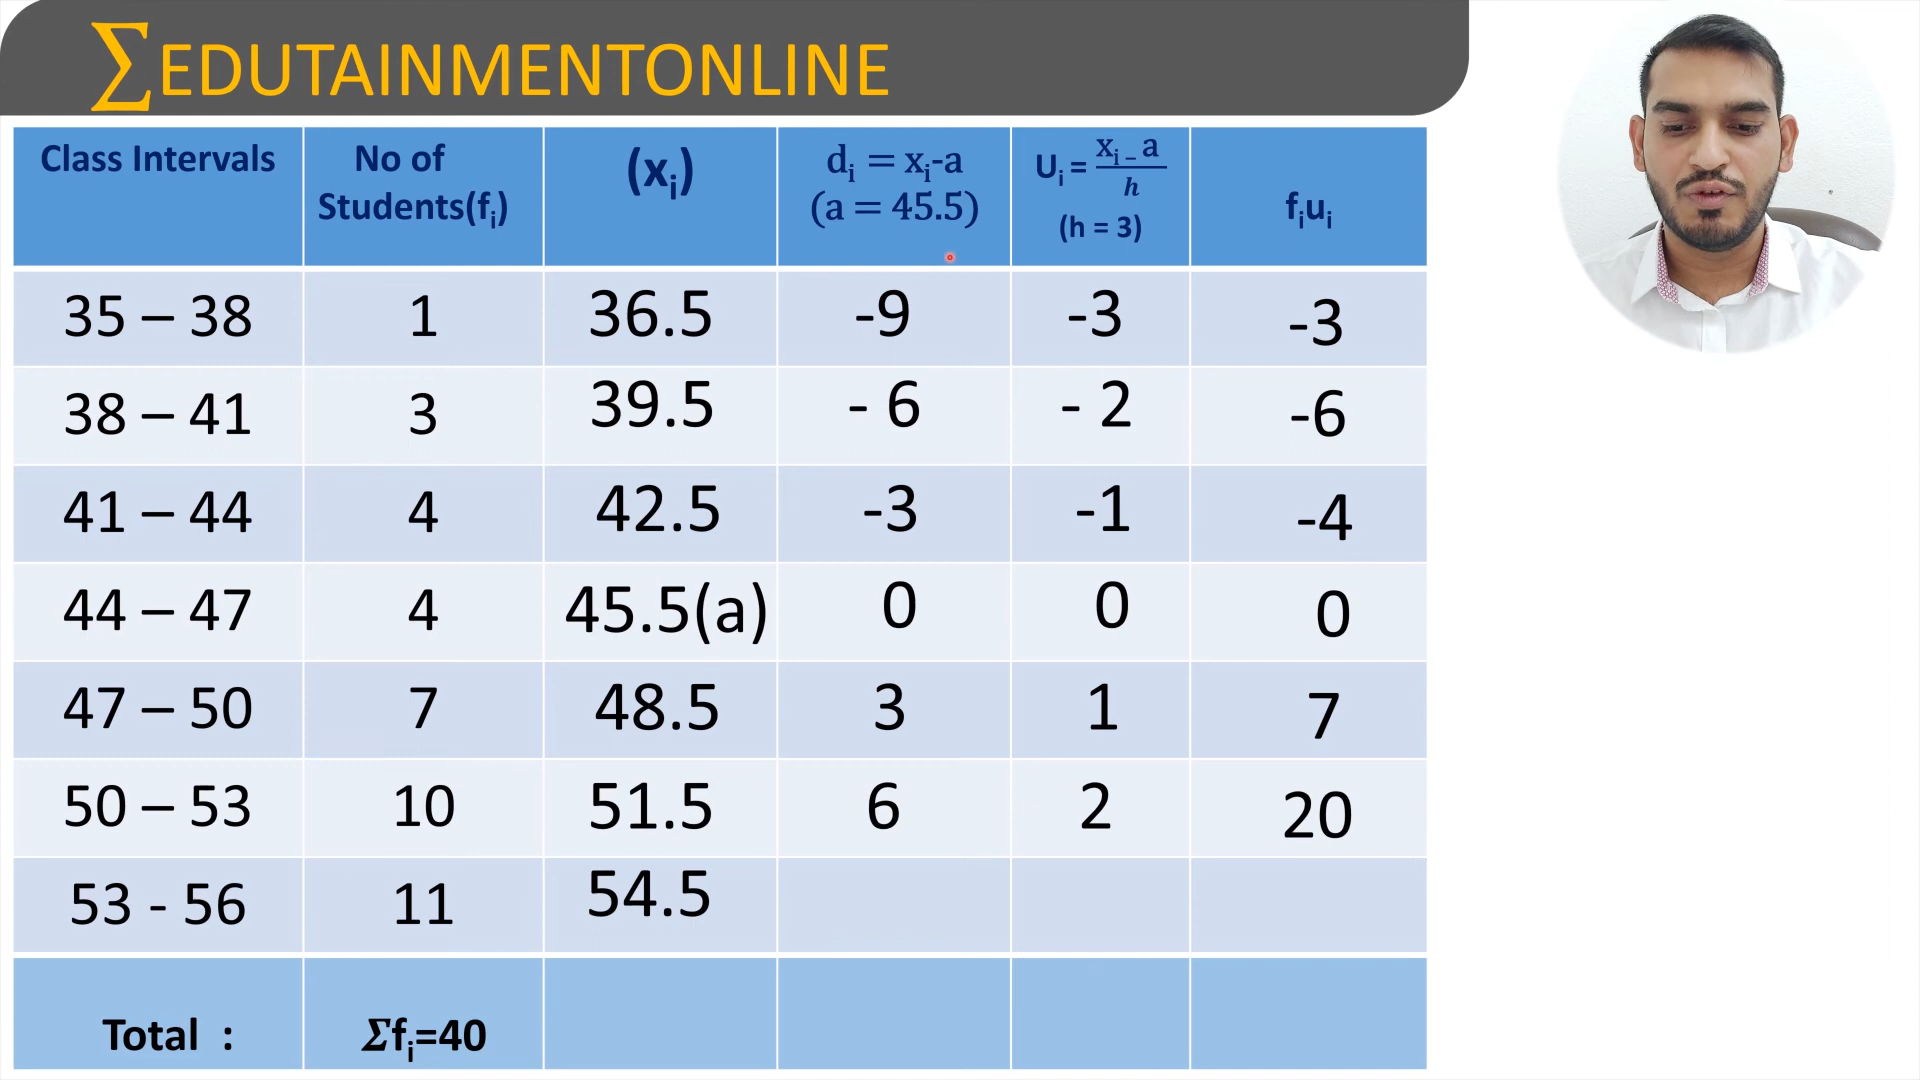 ∑EDUTAINMENTONLINE
Class Intervals No of Students(fi) (xi) di = xi-a (a = 45.5) Ui = xi – a / h (h = 3) fiui
35 – 38 1 36.5 -9 -3 -3
38 – 41 3 39.5 - 6 - 2 -6
41 – 44 4 42.5 -3 -1 -4
44 – 47 4 45.5(a) 0 0 0
47 – 50 7 48.5 3 1 7
50 – 53 10 51.5 6 2 20
53 - 56 11 54.5
Total : Σfi=40